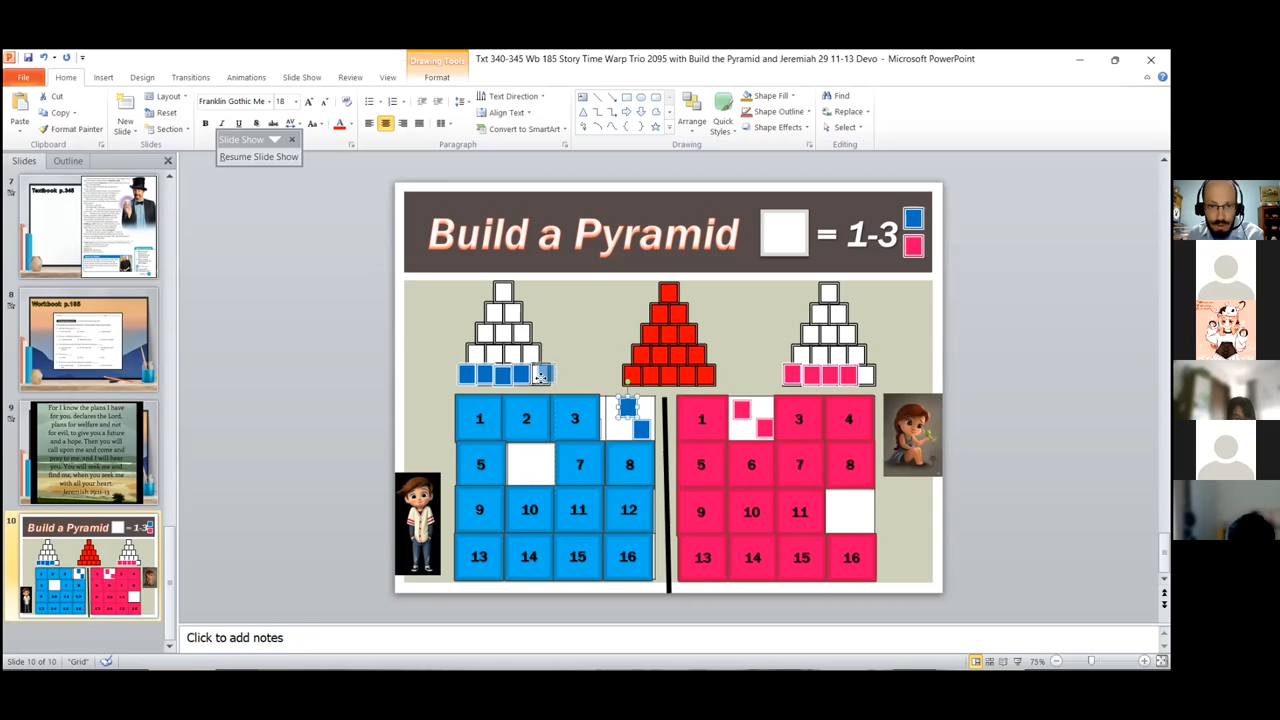 Drawing Tools
Txt 340-345 Wb 185 Story Time Warp Trio 2095 with Build the Pyramid and Jeremiah 29 11-13 Devo - Microsoft PowerPoint
File Home Insert Design Transitions Animations Slide Show Review View Format
Paste
Cut
Copy
Format Painter
Clipboard
New Slide
Layout
Reset
Section
Slides
Franklin Gothic Me 18
Text Direction
Align Text
Convert to SmartArt
Paragraph
Arrange
Quick Styles
Shape Fill
Shape Outline
Shape Effects
Drawing
Find
Replace
Select
Editing
Slide Show
Resume Slide Show
Slides Outline
7
Textbook p.345
8
Workbook p.185
9
For I know the plans I have
for you, declares the Lord,
plans for welfare and
not for evil, to give you a
future and a hope. Then you
will call upon me and come
and pray to me, and I will hear
you. You will seek me and
find me, when you seek me
with all your heart.
Jeremiah 29:11-13
10
Build a Pyramid = 1-3
Build a Pyramid = 1-3
1 2 3
5 7 8
9 10 11 12
13 14 15 16
1 3 4
5 6 7 8
9 10 11
13 14 15 16
Click to add notes
Slide 10 of 10 "Grid" 75%